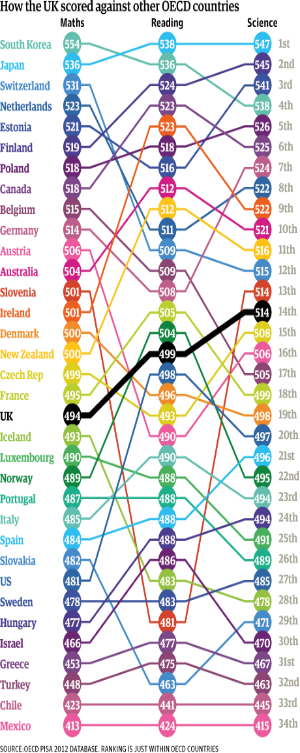 How the UK scored against other OECD countries
Maths Reading Science
South Korea 554 538 547 1st
Japan 536 536 545 2nd
Switzerland 531 524 541 3rd
Netherlands 523 523 538 4th
Estonia 521 523 526 5th
Finland 519 518 525 6th
Poland 518 516 524 7th
Canada 518 512 522 8th
Belgium 515 512 522 9th
Germany 514 511 521 10th
Austria 506 509 516 11th
Australia 504 509 515 12th
Slovenia 501 508 514 13th
Ireland 501 505 514 14th
Denmark 500 504 508 15th
New Zealand 500 499 506 16th
Czech Rep 499 498 505 17th
France 495 496 499 18th
UK 494 493 498 19th
Iceland 493 490 497 20th
Luxembourg 490 490 496 21st
Norway 489 488 495 22nd
Portugal 487 488 494 23rd
Italy 485 488 494 24th
Spain 484 488 491 25th
Slovakia 482 486 489 26th
US 481 483 485 27th
Sweden 478 483 478 28th
Hungary 477 481 471 29th
Israel 466 477 470 30th
Greece 453 475 467 31st
Turkey 448 463 463 32nd
Chile 423 441 445 33rd
Mexico 413 424 415 34th
SOURCE. OECD PISA 2012 DATABASE. RANKING IS JUST WITHIN OECD COUNTRIES